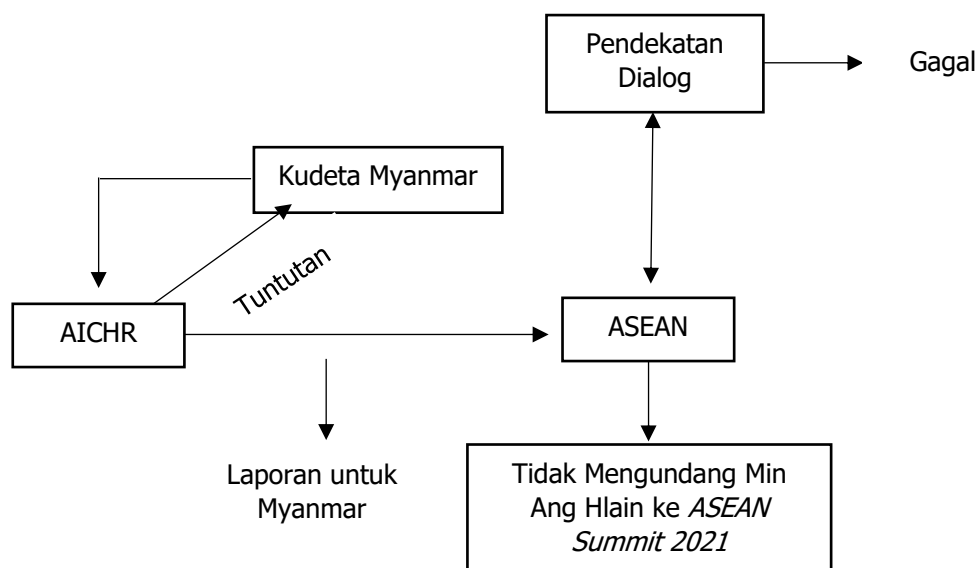 Pendekatan
Dialog
Gagal
Kudeta Myanmar
Tuntutan
AICHR
ASEAN
Laporan untuk
Myanmar
Tidak Mengundang Min
Ang Hlain ke ASEAN
Summit 2021